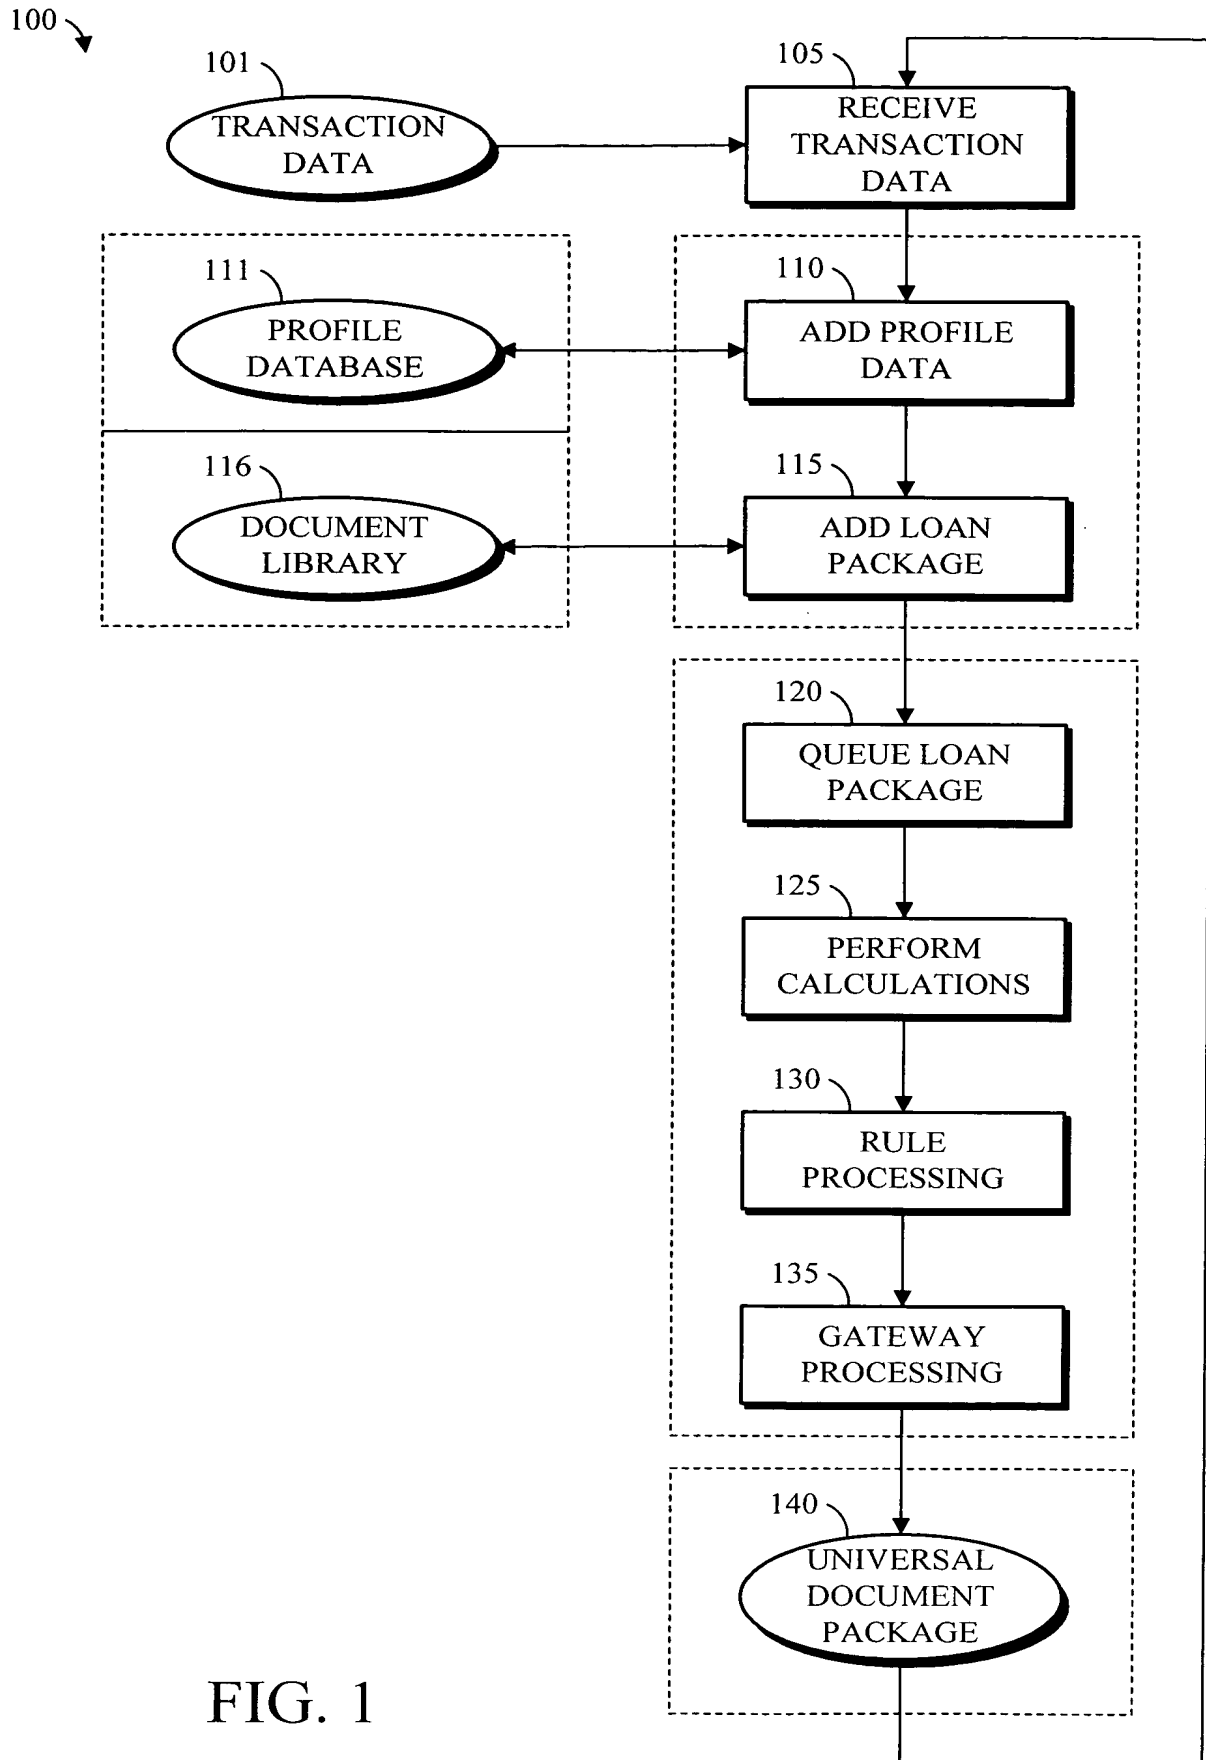 100
101
TRANSACTION
DATA
105
RECEIVE
TRANSACTION
DATA
111
PROFILE
DATABASE
110
ADD PROFILE
DATA
116
DOCUMENT
LIBRARY
115
ADD LOAN
PACKAGE
120
QUEUE LOAN
PACKAGE
125
PERFORM
CALCULATIONS
130
RULE
PROCESSING
135
GATEWAY
PROCESSING
140
UNIVERSAL
DOCUMENT
PACKAGE
FIG. 1